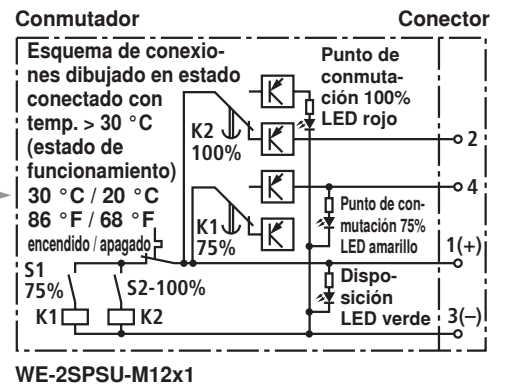 Conmutador
Conector
Esquema de conexio-
nes dibujado en estado
conectado con
temp. > 30 °C
(estado de
funcionamiento)
30 °C / 20 °C
86 °F / 68 °F
encendido / apagado
Punto de
conmuta-
ción 100%
LED rojo
K2
100%
2
4
Punto de con-
mutación 75%
LED amarillo
K1
75%
1(+)
S1
75%
S2-100%
Dispo-
sición
LED verde
K1
K2
3(–)
WE-2SPSU-M12x1